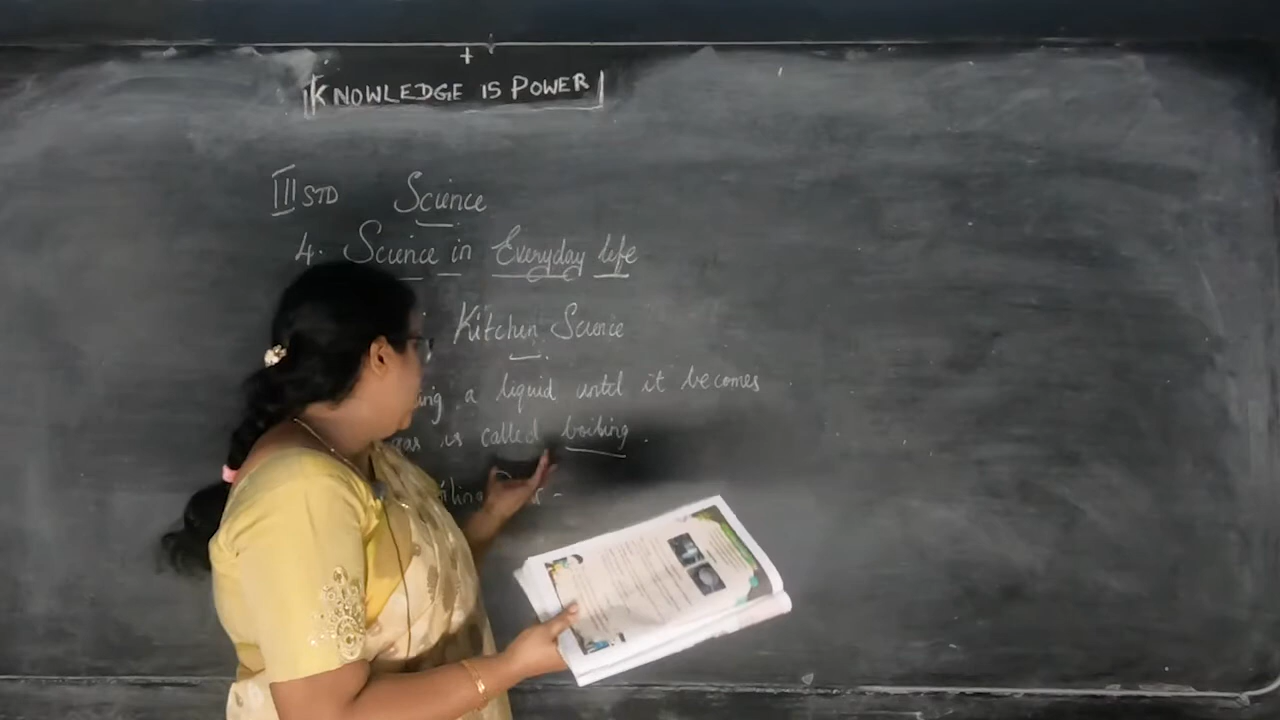 KNOWLEDGE IS POWER
III STD Science
4. Science in Everyday life
Kitchen Science
ing a liquid until it becomes
gas is called boiling.